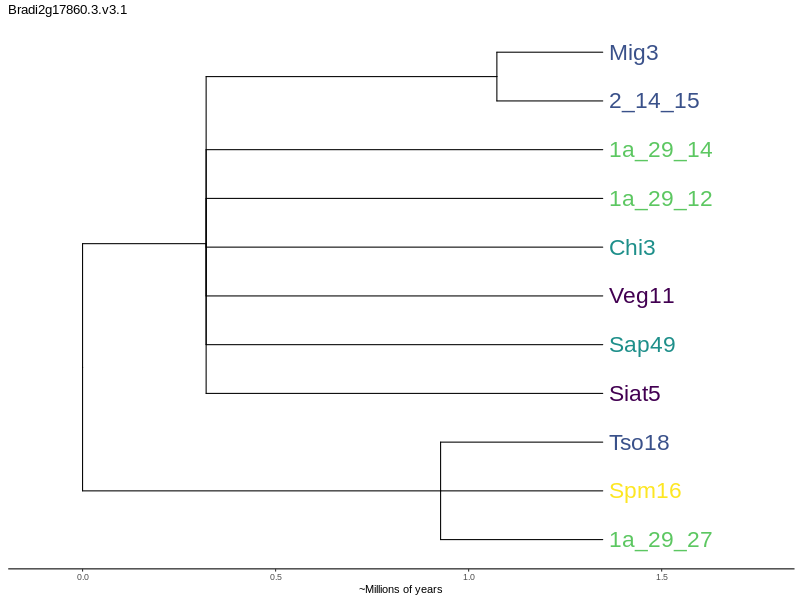 Bradi2g17860.3.v3.1
Mig3
2_14_15
1a_29_14
1a_29_12
Chi3
Veg11
Sap49
Siat5
Tso18
Spm16
1a_29_27
0.0 0.5 1.0 1.5
~Millions of years